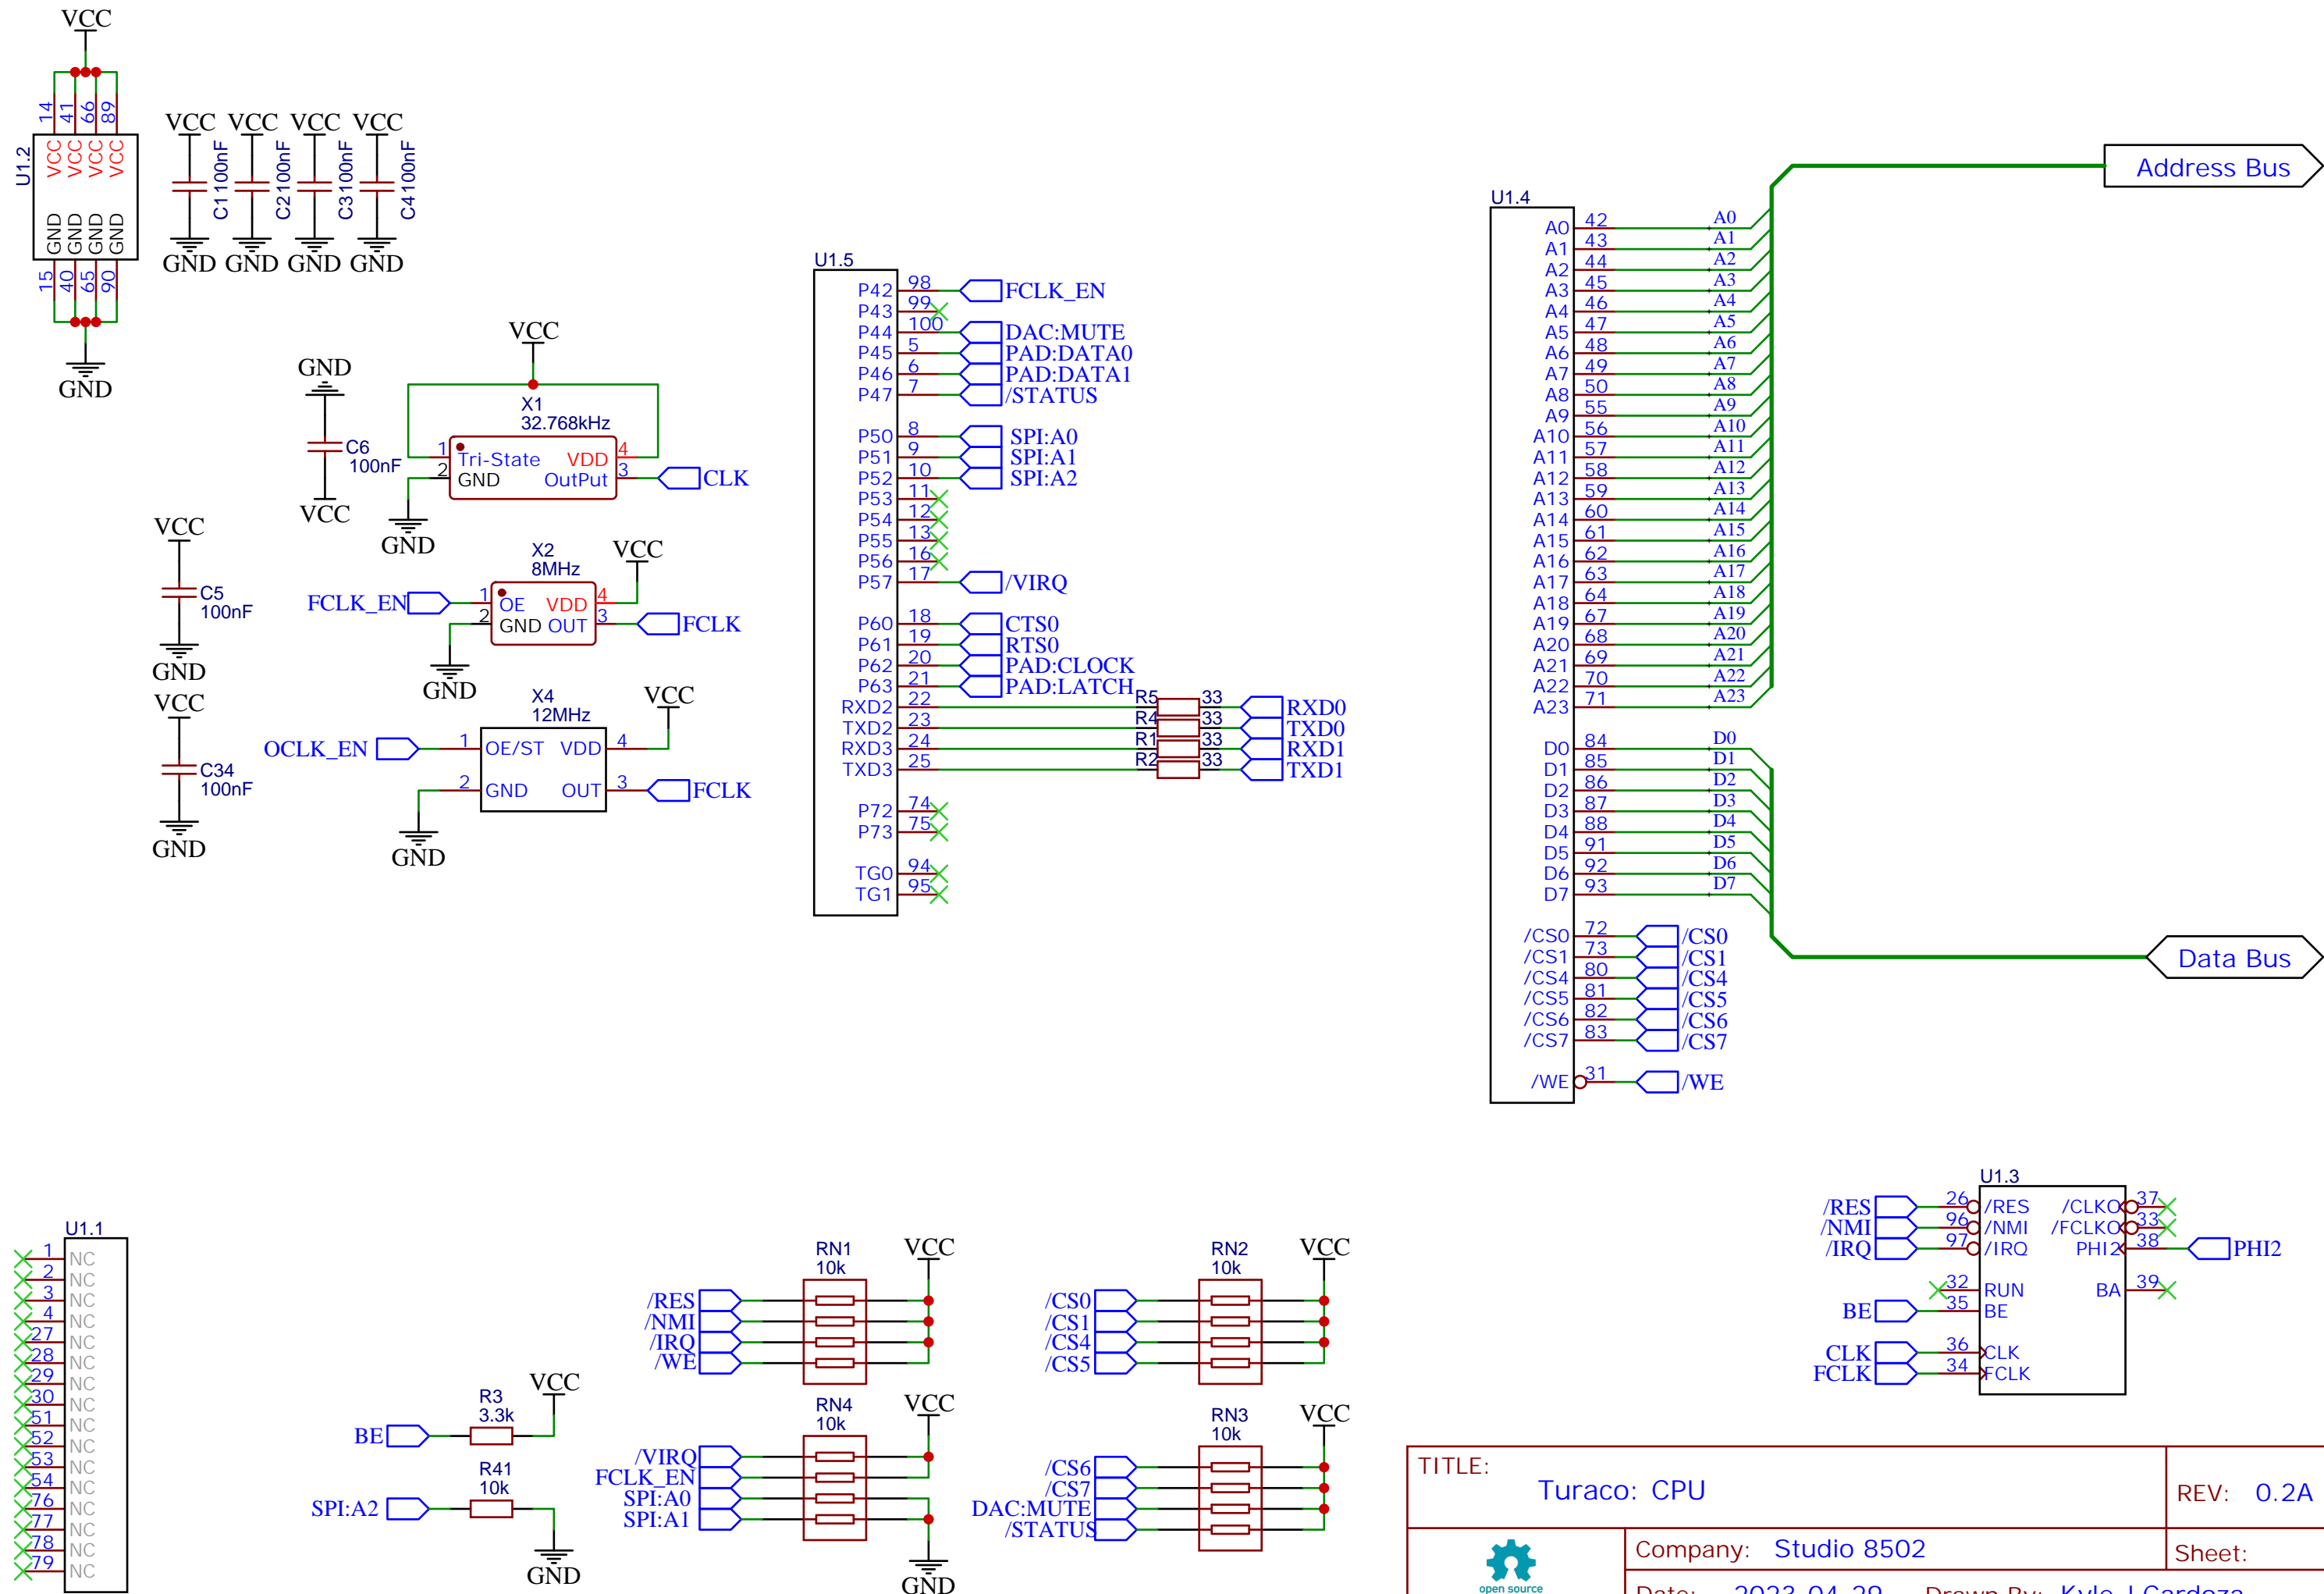 VCC
14 41 66 89
U1.2
VCC VCC VCC VCC
GND GND GND GND
15 40 65 90
GND
VCC VCC VCC VCC
C1 100nF C2 100nF C3 100nF C4 100nF
GND GND GND GND
GND
C6
100nF
VCC
VCC
X1
32.768kHz
1 Tri-State VDD 4
2 GND OutPut 3 CLK
GND
VCC
C5
100nF
GND
X2
8MHz
VCC
FCLK_EN 1 OE VDD 4
2 GND OUT 3 FCLK
GND
VCC
C34
100nF
GND
X4
12MHz
VCC
OCLK_EN 1 OE/ST VDD 4
2 GND OUT 3 FCLK
GND
U1.5
P42 98 FCLK_EN
P43 99
P44 100 DAC:MUTE
P45 5 PAD:DATA0
P46 6 PAD:DATA1
P47 7 /STATUS
P50 8 SPI:A0
P51 9 SPI:A1
P52 10 SPI:A2
P53 11
P54 12
P55 13
P56 16
P57 17 /VIRQ
P60 18 CTS0
P61 19 RTS0
P62 20 PAD:CLOCK
P63 21 PAD:LATCH
RXD2 22 R5 33 RXD0
TXD2 23 R4 33 TXD0
RXD3 24 R1 33 RXD1
TXD3 25 R2 33 TXD1
P72 74
P73 75
TG0 94
TG1 95
Address Bus
U1.4
A0 42 A0
A1 43 A1
A2 44 A2
A3 45 A3
A4 46 A4
A5 47 A5
A6 48 A6
A7 49 A7
A8 50 A8
A9 55 A9
A10 56 A10
A11 57 A11
A12 58 A12
A13 59 A13
A14 60 A14
A15 61 A15
A16 62 A16
A17 63 A17
A18 64 A18
A19 67 A19
A20 68 A20
A21 69 A21
A22 70 A22
A23 71 A23
D0 84 D0
D1 85 D1
D2 86 D2
D3 87 D3
D4 88 D4
D5 91 D5
D6 92 D6
D7 93 D7
/CS0 72 /CS0
/CS1 73 /CS1
/CS4 80 /CS4
/CS5 81 /CS5
/CS6 82 /CS6
/CS7 83 /CS7
/WE 31 /WE
Data Bus
U1.1
1 NC
2 NC
3 NC
4 NC
27 NC
28 NC
29 NC
30 NC
51 NC
52 NC
53 NC
54 NC
76 NC
77 NC
78 NC
79 NC
R3
3.3k
VCC
BE
R41
10k
SPI:A2
GND
RN1
10k
VCC
/RES
/NMI
/IRQ
/WE
RN4
10k
VCC
/VIRQ
FCLK_EN
SPI:A0
SPI:A1
GND
RN2
10k
VCC
/CS0
/CS1
/CS4
/CS5
RN3
10k
VCC
/CS6
/CS7
DAC:MUTE
/STATUS
U1.3
/RES 26 /RES /CLKO 37
/NMI 96 /NMI /FCLKO 33
/IRQ 97 /IRQ PHI2 38 PHI2
32 RUN BA 39
BE 35 BE
CLK 36 CLK
FCLK 34 FCLK
TITLE:
Turaco: CPU
REV: 0.2A
open source
Company: Studio 8502
Sheet:
Date: 2023-04-29 Drawn By: Kyle J Cardoza